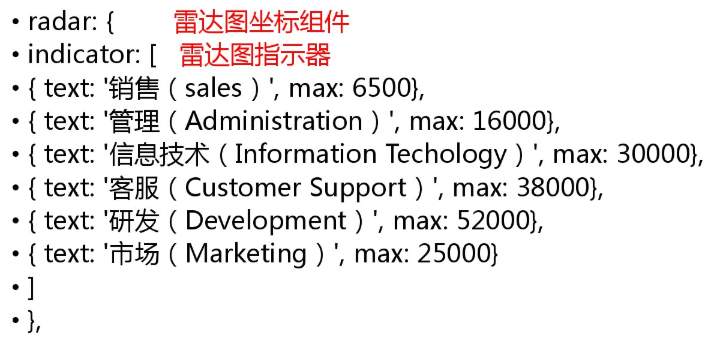 • radar: { 雷达图坐标组件
• indicator: [ 雷达图指示器
• { text: '销售（sales）', max: 6500},
• { text: '管理（Administration）', max: 16000},
• { text: '信息技术（Information Techology）', max: 30000},
• { text: '客服（Customer Support）', max: 38000},
• { text: '研发（Development）', max: 52000},
• { text: '市场（Marketing）', max: 25000}
• ]
• },